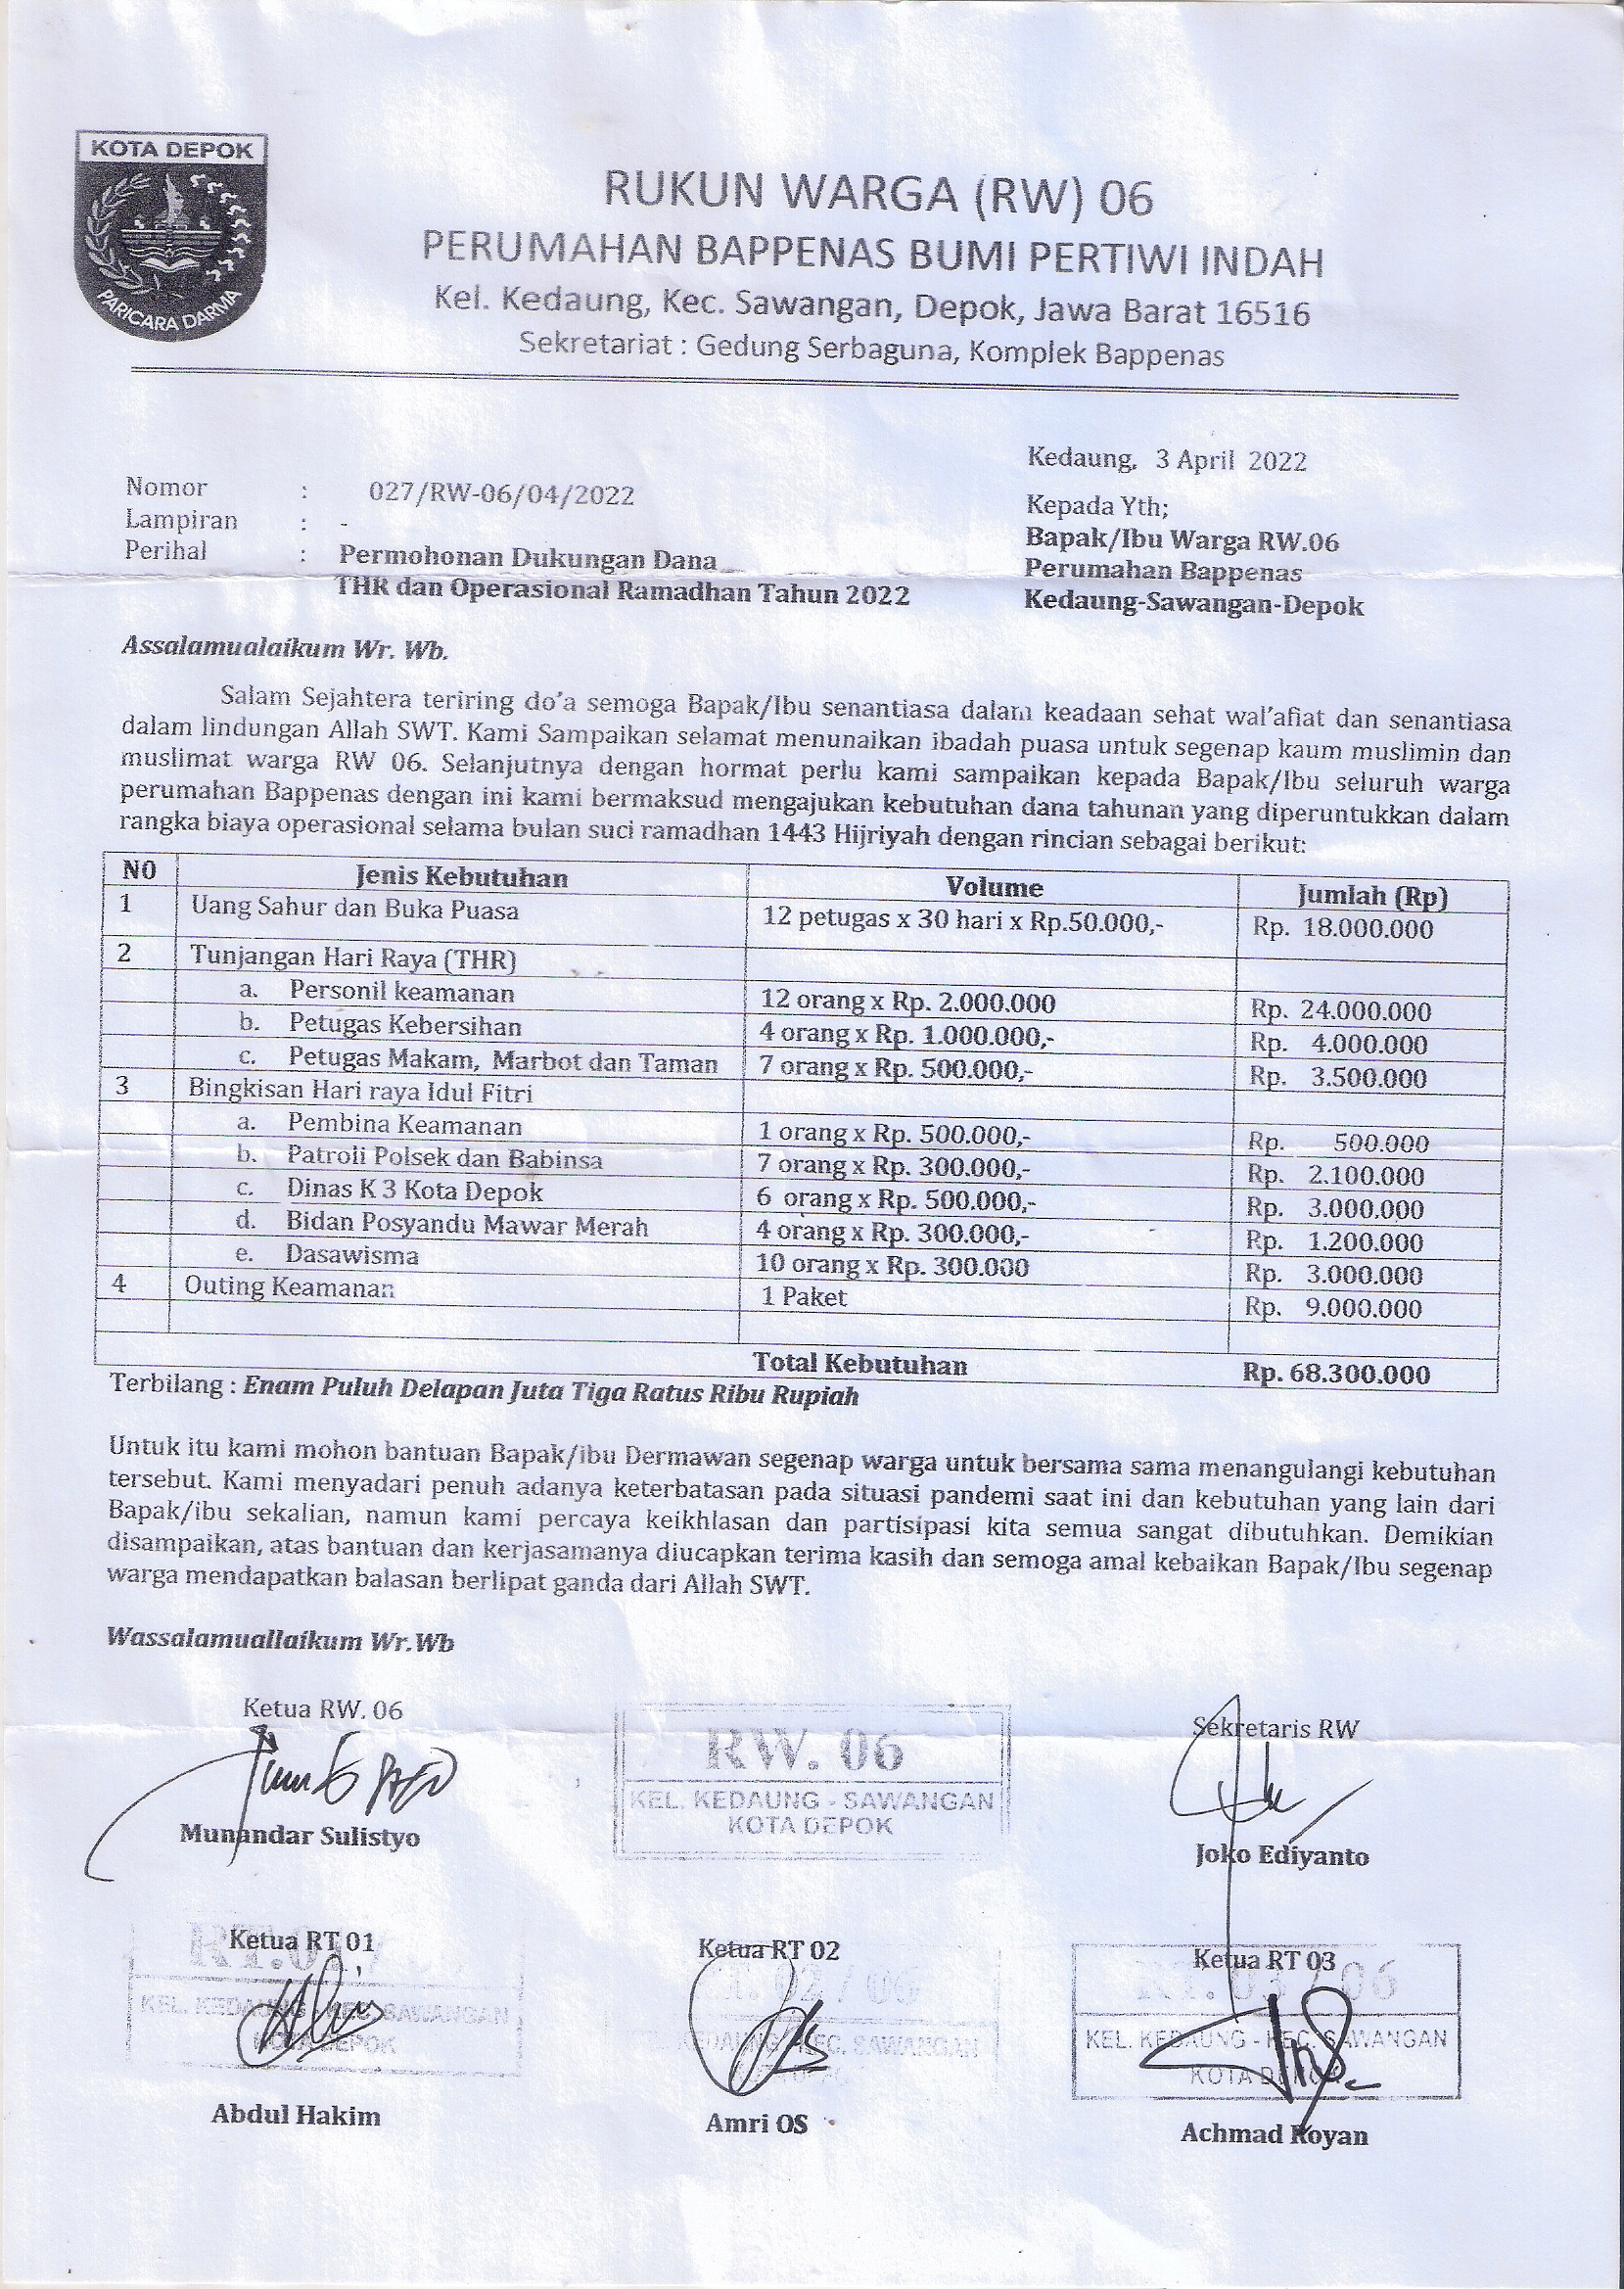 KOTA DEPOK
PARICARA DARMA
RUKUN WARGA (RW) 06
PERUMAHAN BAPPENAS BUMI PERTIWI INDAH
Kel. Kedaung, Kec. Sawangan, Depok, Jawa Barat 16516
Sekretariat : Gedung Serbaguna, Komplek Bappenas
Kedaung, 3 April 2022
Nomor : 027/RW-06/04/2022
Lampiran : -
Perihal : Permohonan Dukungan Dana
THR dan Operasional Ramadhan Tahun 2022
Kepada Yth;
Bapak/Ibu Warga RW.06
Perumahan Bappenas
Kedaung-Sawangan-Depok
Assalamualaikum Wr. Wb.
Salam Sejahtera teriring do'a semoga Bapak/Ibu senantiasa dalam keadaan sehat wal'afiat dan senantiasa
dalam lindungan Allah SWT. Kami Sampaikan selamat menunaikan ibadah puasa untuk segenap kaum muslimin dan
muslimat warga RW 06. Selanjutnya dengan hormat perlu kami sampaikan kepada Bapak/Ibu seluruh warga
perumahan Bappenas dengan ini kami bermaksud mengajukan kebutuhan dana tahunan yang diperuntukkan dalam
rangka biaya operasional selama bulan suci ramadhan 1443 Hijriyah dengan rincian sebagai berikut:
N0 Jenis Kebutuhan Volume Jumlah (Rp)
1 Uang Sahur dan Buka Puasa 12 petugas x 30 hari x Rp.50.000,- Rp. 18.000.000
2 Tunjangan Hari Raya (THR)
a. Personil keamanan 12 orang x Rp. 2.000.000 Rp. 24.000.000
b. Petugas Kebersihan 4 orang x Rp. 1.000.000,- Rp. 4.000.000
c. Petugas Makam, Marbot dan Taman 7 orang x Rp. 500.000,- Rp. 3.500.000
3 Bingkisan Hari raya Idul Fitri
a. Pembina Keamanan 1 orang x Rp. 500.000,- Rp. 500.000
b. Patroli Polsek dan Babinsa 7 orang x Rp. 300.000,- Rp. 2.100.000
c. Dinas K 3 Kota Depok 6 orang x Rp. 500.000,- Rp. 3.000.000
d. Bidan Posyandu Mawar Merah 4 orang x Rp. 300.000,- Rp. 1.200.000
e. Dasawisma 10 orang x Rp. 300.000 Rp. 3.000.000
4 Outing Keamanan 1 Paket Rp. 9.000.000
Total Kebutuhan Rp. 68.300.000
Terbilang : Enam Puluh Delapan Juta Tiga Ratus Ribu Rupiah
Untuk itu kami mohon bantuan Bapak/ibu Dermawan segenap warga untuk bersama sama menangulangi kebutuhan
tersebut. Kami menyadari penuh adanya keterbatasan pada situasi pandemi saat ini dan kebutuhan yang lain dari
Bapak/ibu sekalian, namun kami percaya keikhlasan dan partisipasi kita semua sangat dibutuhkan. Demikian
disampaikan, atas bantuan dan kerjasamanya diucapkan terima kasih dan semoga amal kebaikan Bapak/Ibu segenap
warga mendapatkan balasan berlipat ganda dari Allah SWT.
Wassalamuallaikum Wr.Wb
Ketua RW. 06
Munandar Sulistyo
RW. 06
KEL. KEDAUNG - SAWANGAN
KOTA DEPOK
Sekretaris RW
Joko Ediyanto
Ketua RT 01
KEL. KEDAUNG - KEC. SAWANGAN
KOTA DEPOK
Abdul Hakim
Ketua RT 02
KEDAUNG KEC. SAWANGAN
Amri OS
Ketua RT 03
RT. 03 / 06
KEL. KEDAUNG - KEC. SAWANGAN
KOTA DEPOK
Achmad Royan